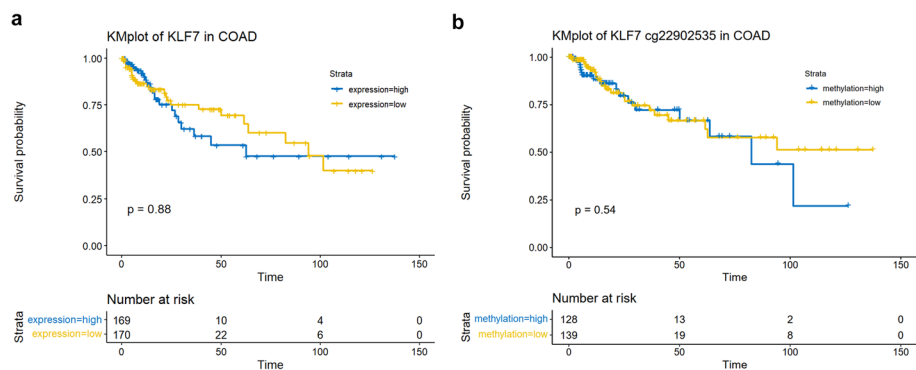 a
KMplot of KLF7 in COAD
Strata
expression=high
expression=low
Survival probability
1.00
0.75
0.50
0.25
0.00
p = 0.88
0 50 100 150
Time
Number at risk
Strata
expression=high 169 10 4 0
expression=low 170 22 6 0
0 50 100 150
Time
b
KMplot of KLF7 cg22902535 in COAD
Strata
methylation=high
methylation=low
Survival probability
1.00
0.75
0.50
0.25
0.00
p = 0.54
0 50 100 150
Time
Number at risk
Strata
methylation=high 128 13 2 0
methylation=low 139 19 8 0
0 50 100 150
Time